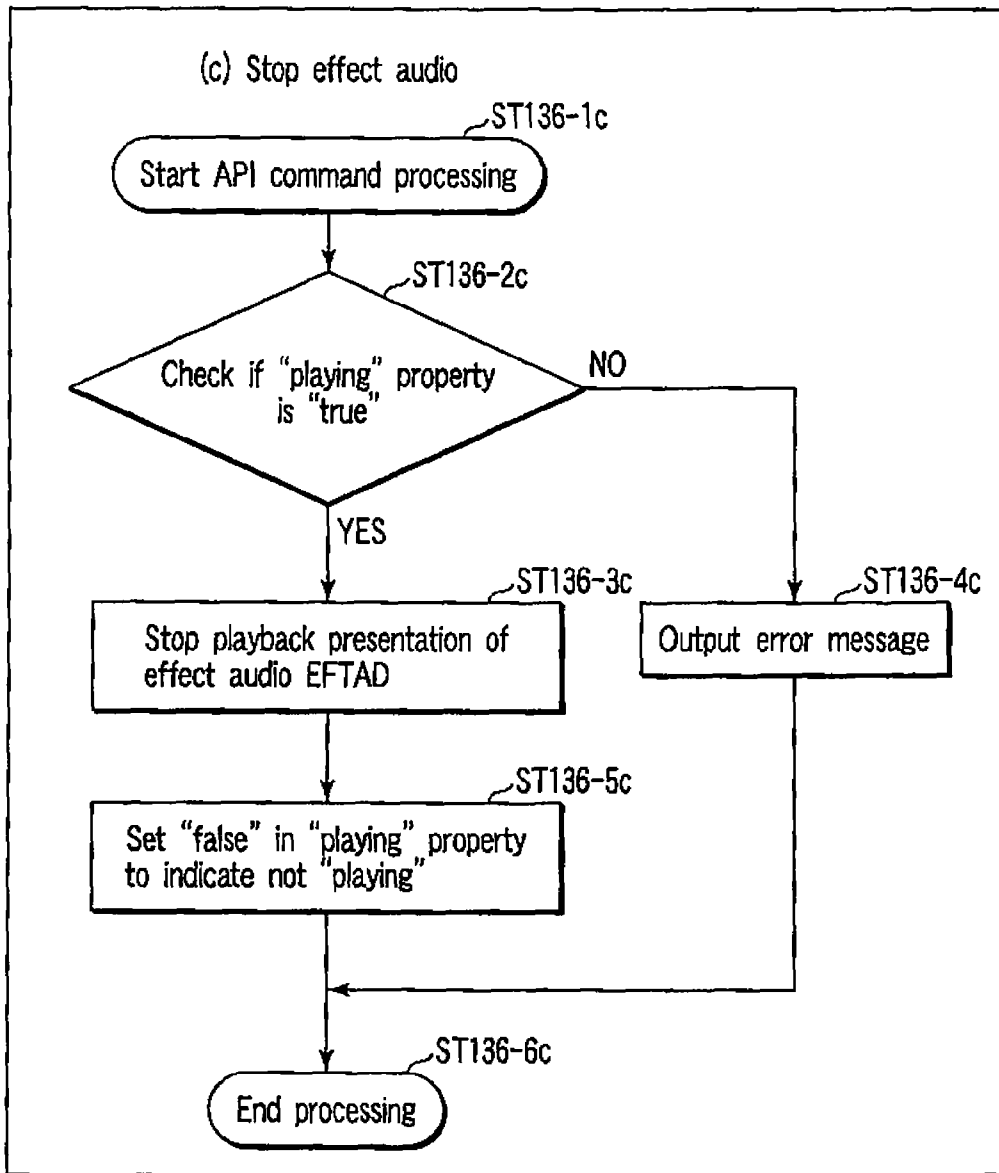 (c) Stop effect audio
ST136-1c
Start API command processing
ST136-2c
Check if “playing” property
is “true”
NO
YES
ST136-3c
Stop playback presentation of
effect audio EFTAD
ST136-4c
Output error message
ST136-5c
Set “false” in “playing” property
to indicate not “playing”
ST136-6c
End processing